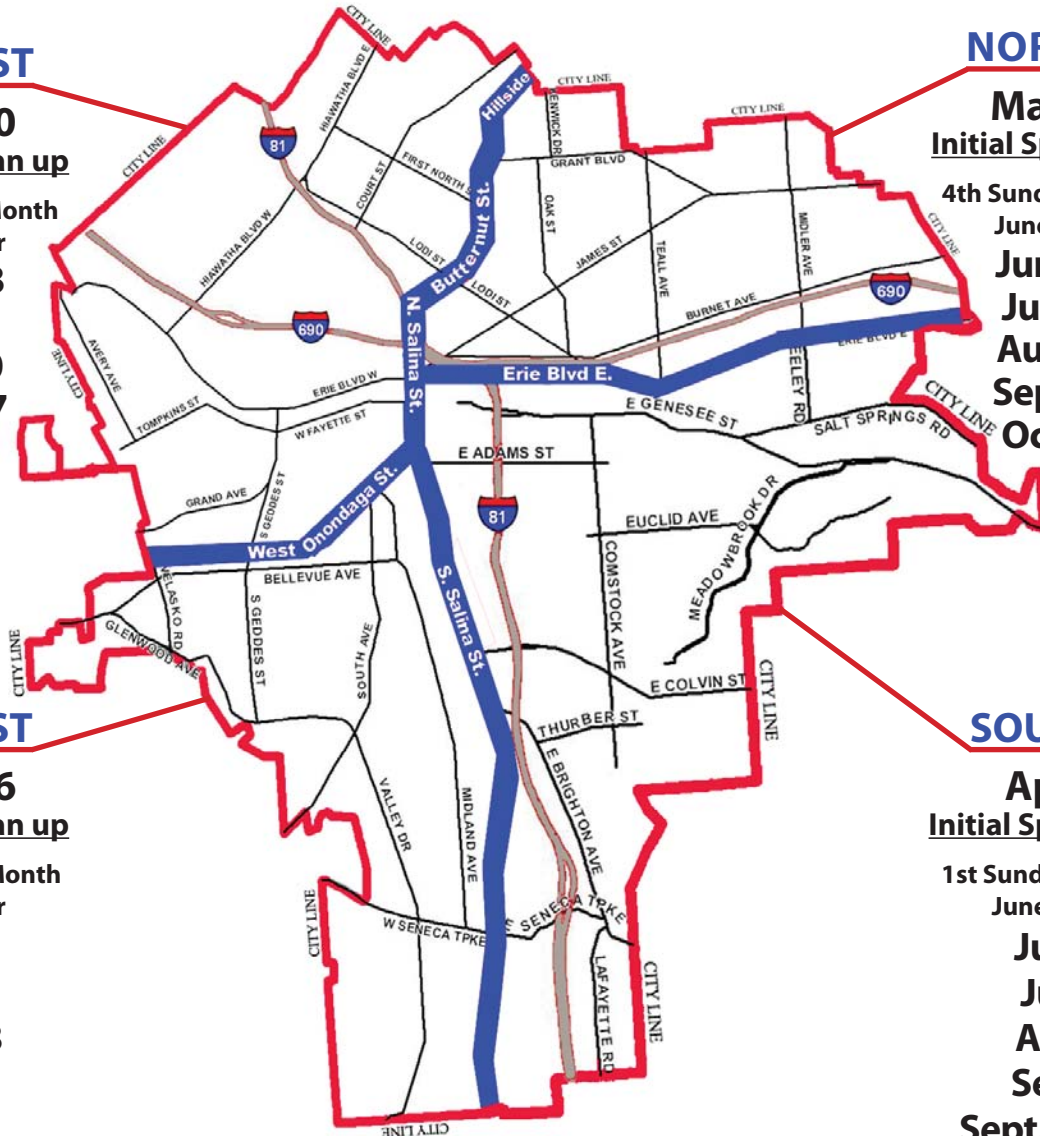 ST
0
an up
Month
r
3
0
7
ST
6
an up
Month
r
3
NOR
Ma
Initial Sp
4th Sund
June
Jun
Ju
Au
Sep
Oc
SOU
Ap
Initial Sp
1st Sund
June
Ju
Ju
A
Se
Sept
CITY LINE
CITY LINE
CITY LINE
CITY LINE
CITY LINE
CITY LINE
CITY LINE
CITY LINE
CITY LINE
CITY LINE
CITY LINE
CITY LINE
HIAWATHA BLVD E
81
COURT ST
FIRST NORTH S
Hillside
ENWICK DR
GRANT BLVD
OAK ST
JAMES ST
TEALL AVE
MIDLER AVE
HIAWATHA BLVD W
LODI ST
LODI ST
Butternut St.
690
690
BURNET AVE
N. Salina St.
Erie Blvd E.
ERIE BLVD E
AVERY AVE
TOMPKINS ST
ERIE BLVD W
W FAYETTE ST
E GENESEE ST
EELEY RD
SALT SPRINGS RD
E ADAMS ST
GRAND AVE
S GEDDES ST
81
EUCLID AVE
MEADOWBROOK DR
West Onondaga St.
BELLEVUE AVE
VELASKO RD
S GEDDES ST
GLENWOOD AVE
SOUTH AVE
S. Salina St.
COMSTOCK AVE
E COLVIN ST
THURBER ST
E BRIGHTON AVE
VALLEY DR
MIDLAND AVE
W SENECA TPKE
E SENECA TPKE
LAFAYETTE RD